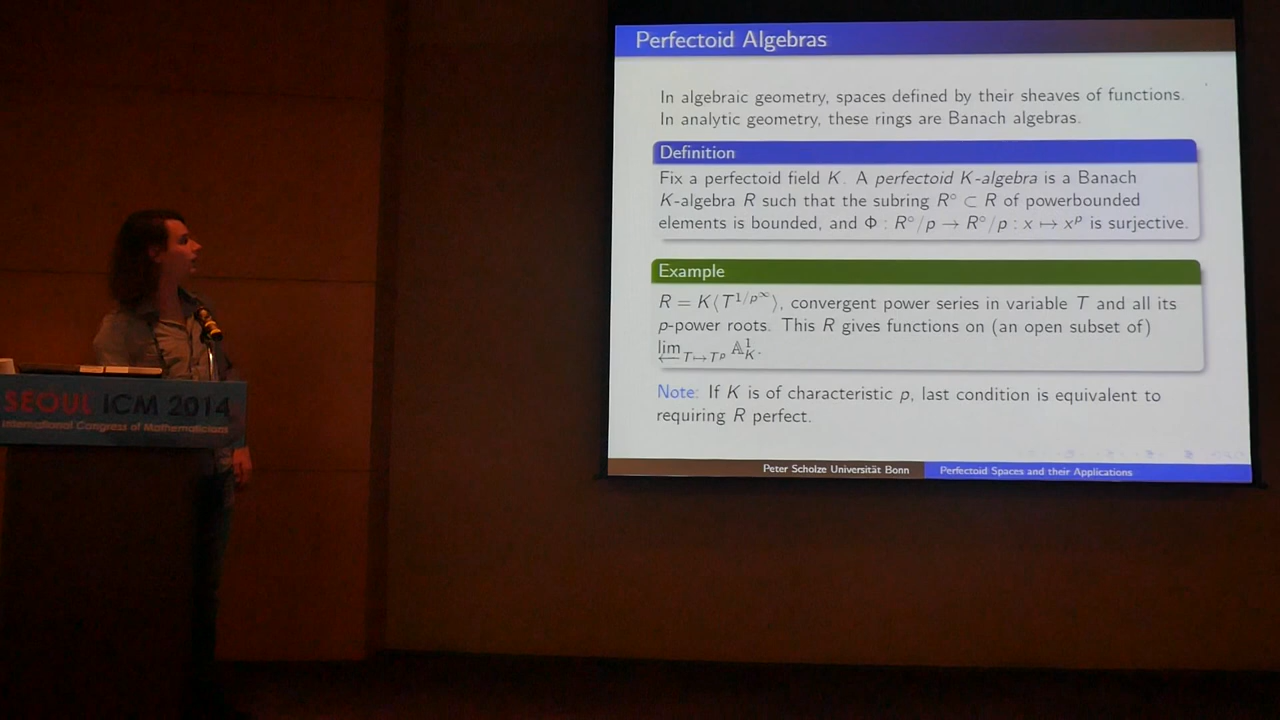 Perfectoid Algebras
In algebraic geometry, spaces defined by their sheaves of functions.
In analytic geometry, these rings are Banach algebras.
Definition
Fix a perfectoid field K. A perfectoid K-algebra is a Banach
K-algebra R such that the subring R° ⊂ R of powerbounded
elements is bounded, and Φ : R°/p → R°/p : x ↦ xᵖ is surjective.
Example
R = K⟨T^{1/p^∞}⟩, convergent power series in variable T and all its
p-power roots. This R gives functions on (an open subset of)
lim←_{T↦T^p} 𝔸¹_K.
Note: If K is of characteristic p, last condition is equivalent to
requiring R perfect.
Peter Scholze Universität Bonn
Perfectoid Spaces and their Applications
SEOUL ICM 2014
International Congress of Mathematicians